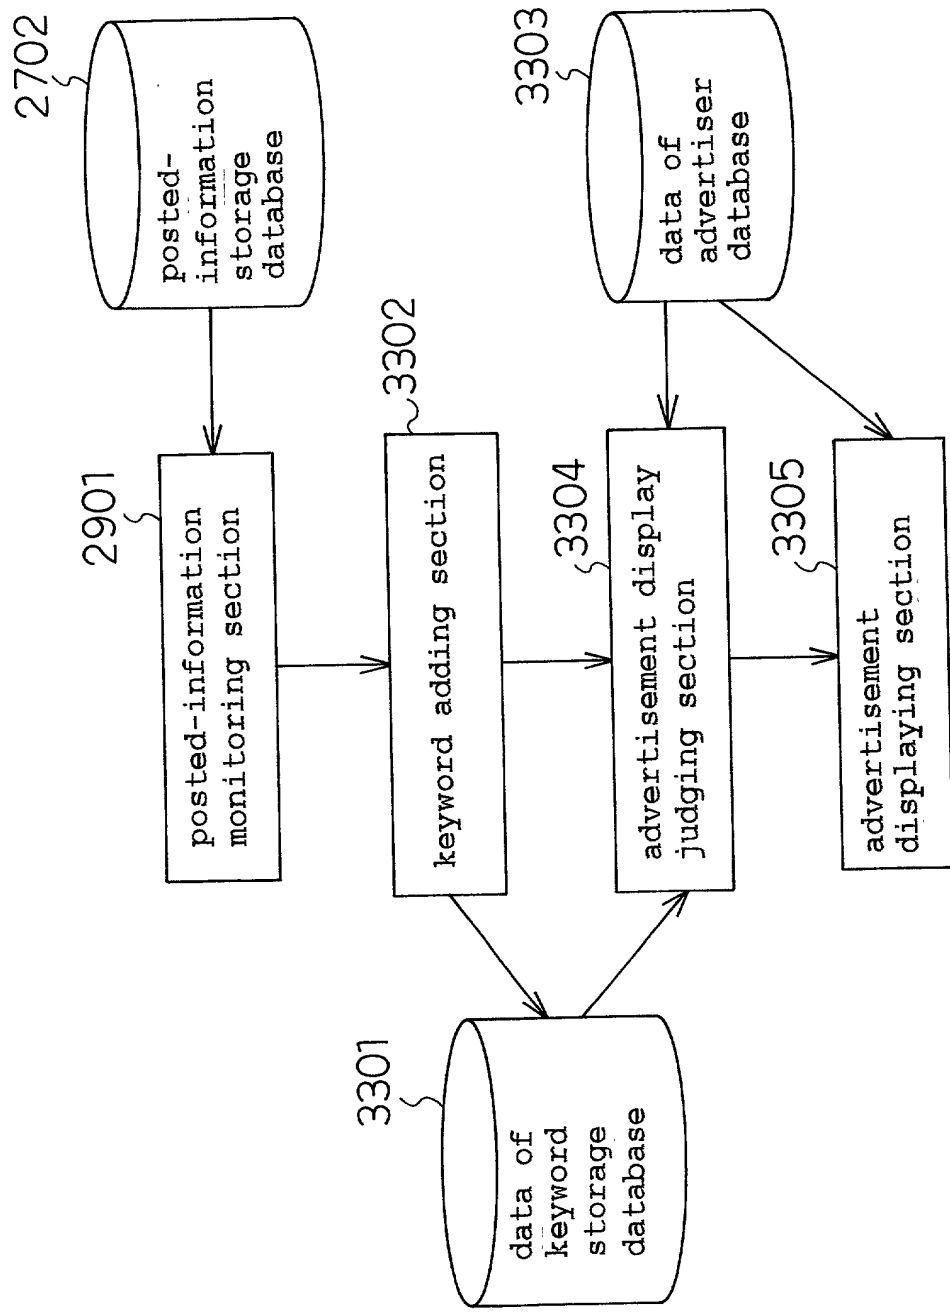 2702
posted-
information
storage
database
2901
posted-information
monitoring section
3302
keyword adding section
3301
data of
keyword
storage
database
3303
data of
advertiser
database
3304
advertisement display
judging section
3305
advertisement
displaying section